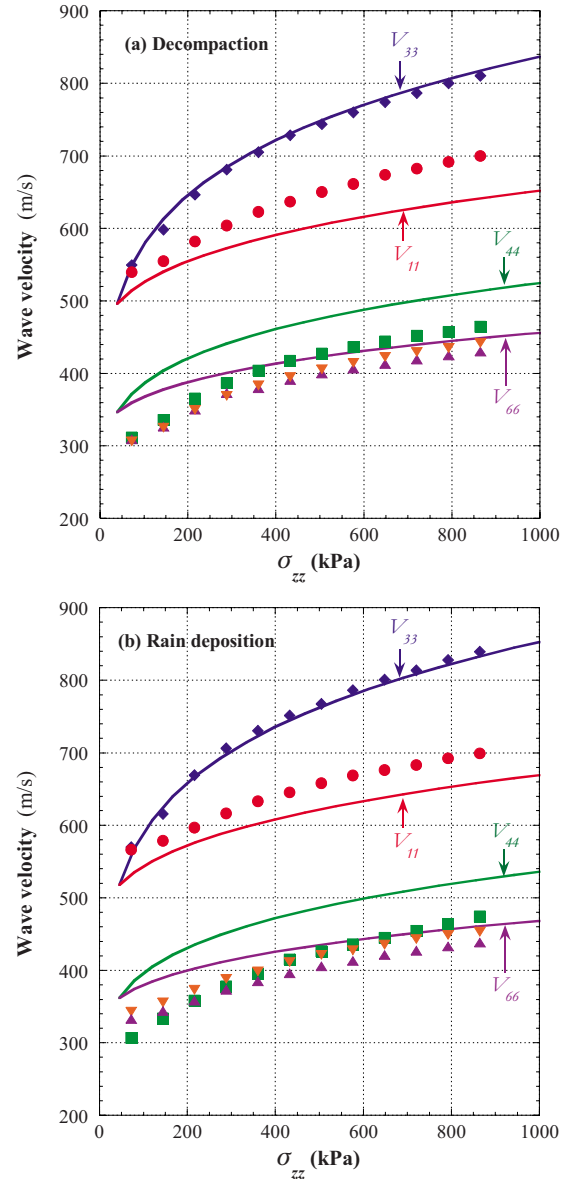 900
(a) Decompaction
V33
800
700
Wave velocity (m/s)
600
V11
V44
500
400
V66
300
200
0 200 400 600 800 1000
σzz (kPa)
900
(b) Rain deposition
V33
800
700
Wave velocity (m/s)
600
V11
V44
500
400
V66
300
200
0 200 400 600 800 1000
σzz (kPa)